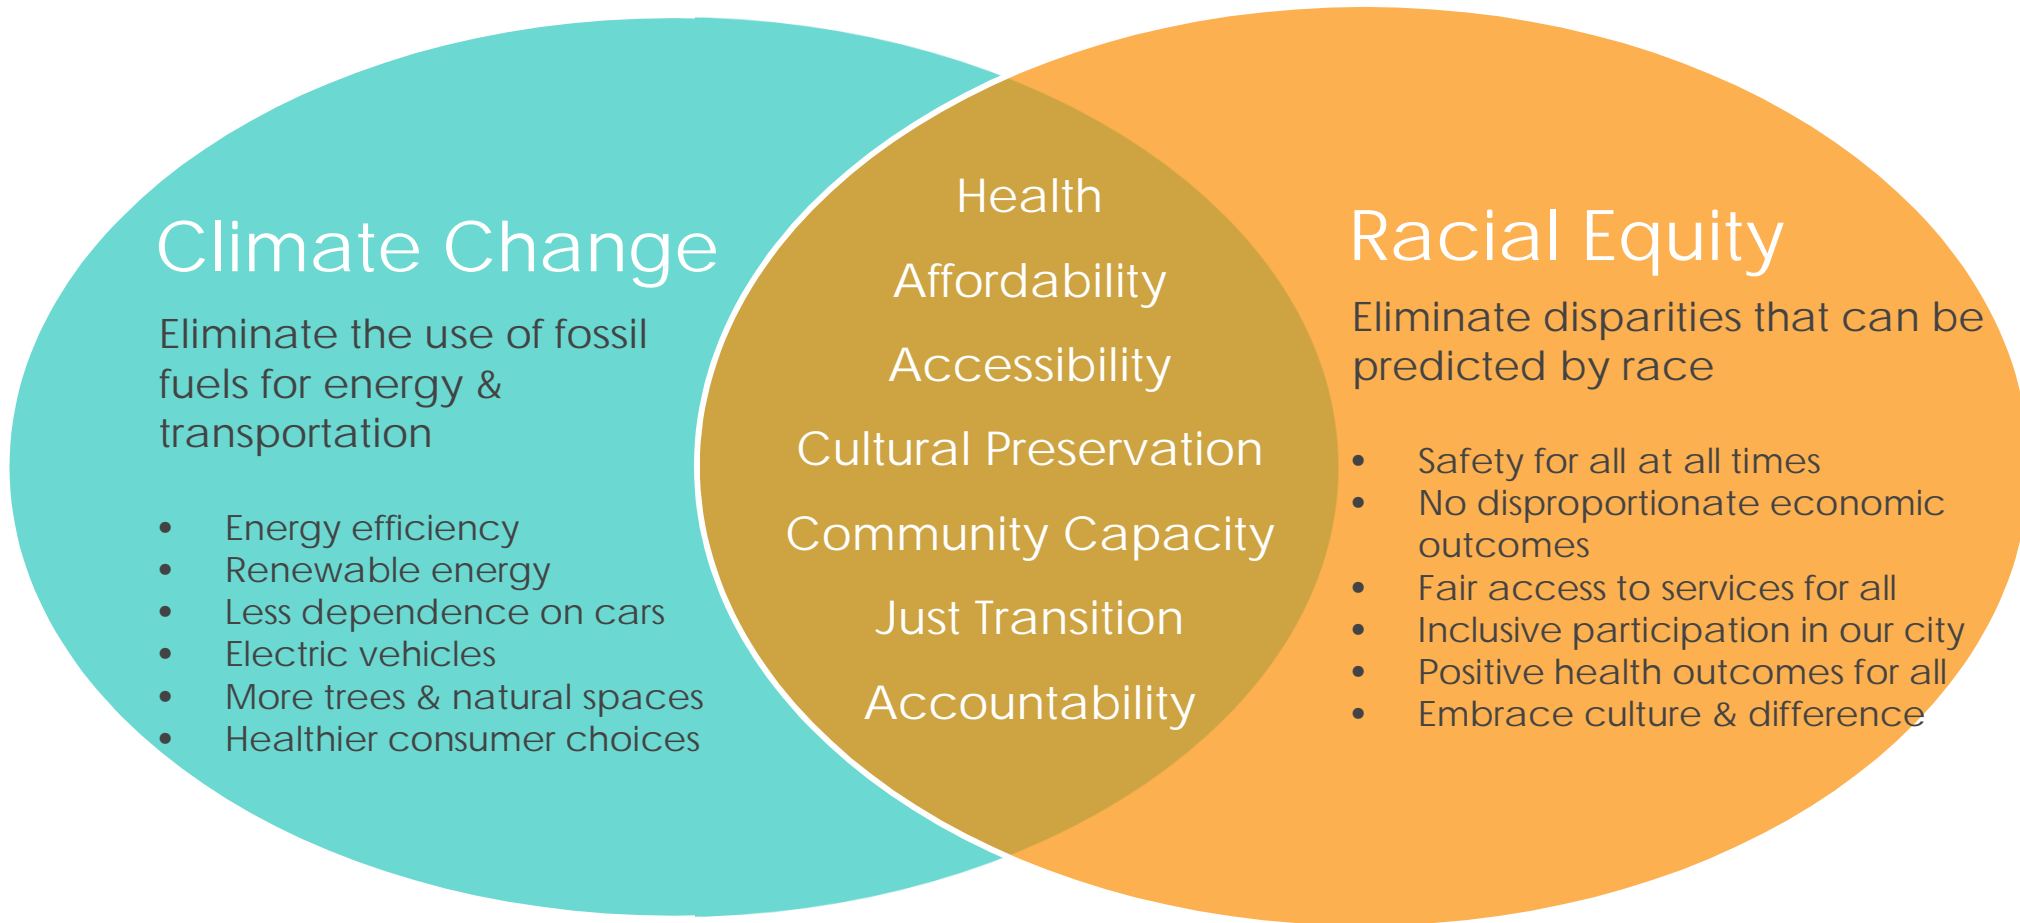 Climate Change
Eliminate the use of fossil
fuels for energy &
transportation
• Energy efficiency
• Renewable energy
• Less dependence on cars
• Electric vehicles
• More trees & natural spaces
• Healthier consumer choices
Health
Affordability
Accessibility
Cultural Preservation
Community Capacity
Just Transition
Accountability
Racial Equity
Eliminate disparities that can be
predicted by race
• Safety for all at all times
• No disproportionate economic
outcomes
• Fair access to services for all
• Inclusive participation in our city
• Positive health outcomes for all
• Embrace culture & difference